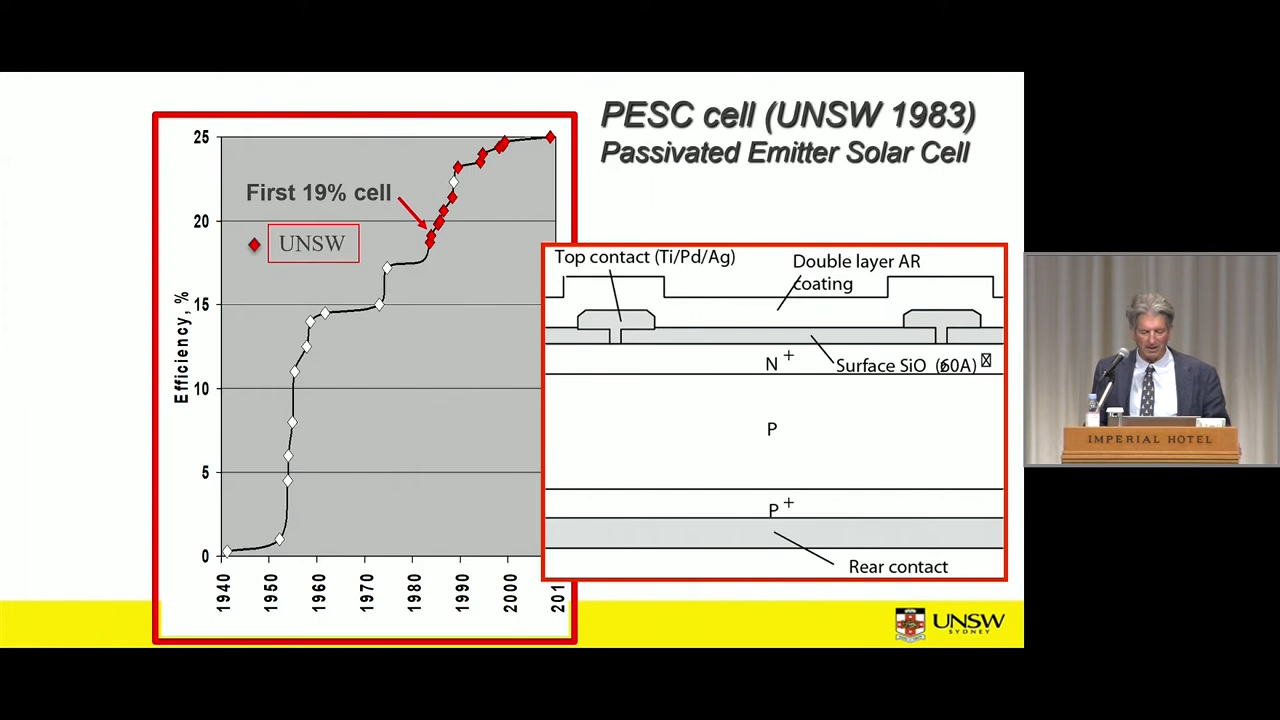 PESC cell (UNSW 1983)
Passivated Emitter Solar Cell
25
20
15
10
5
0
Efficiency, %
First 19% cell
UNSW
1940
1950
1960
1970
1980
1990
2000
201
Top contact (Ti/Pd/Ag)
Double layer AR
coating
N+
Surface SiO (60A)
P
P+
Rear contact
UNSW
SYDNEY
IMPERIAL HOTEL